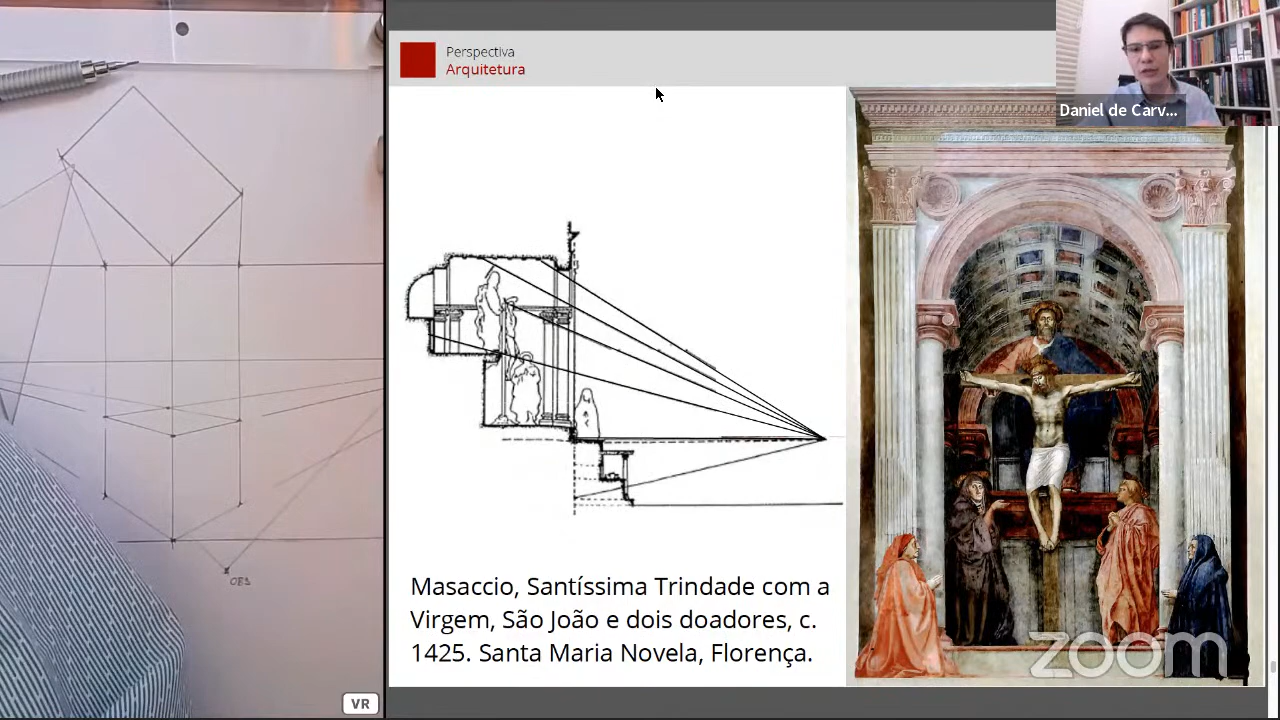 Perspectiva
Arquitetura
Daniel de Carv...
Masaccio, Santíssima Trindade com a
Virgem, São João e dois doadores, c.
1425. Santa Maria Novela, Florença.
OBS
VR
zoom